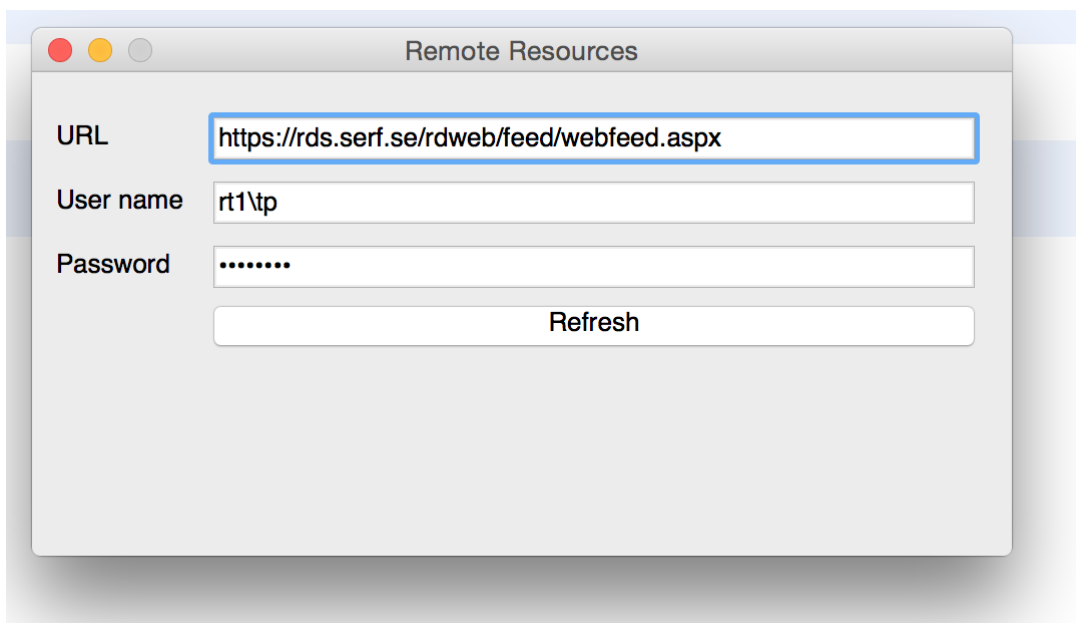 Remote Resources
URL https://rds.serf.se/rdweb/feed/webfeed.aspx
User name rt1\tp
Password ••••••••
Refresh